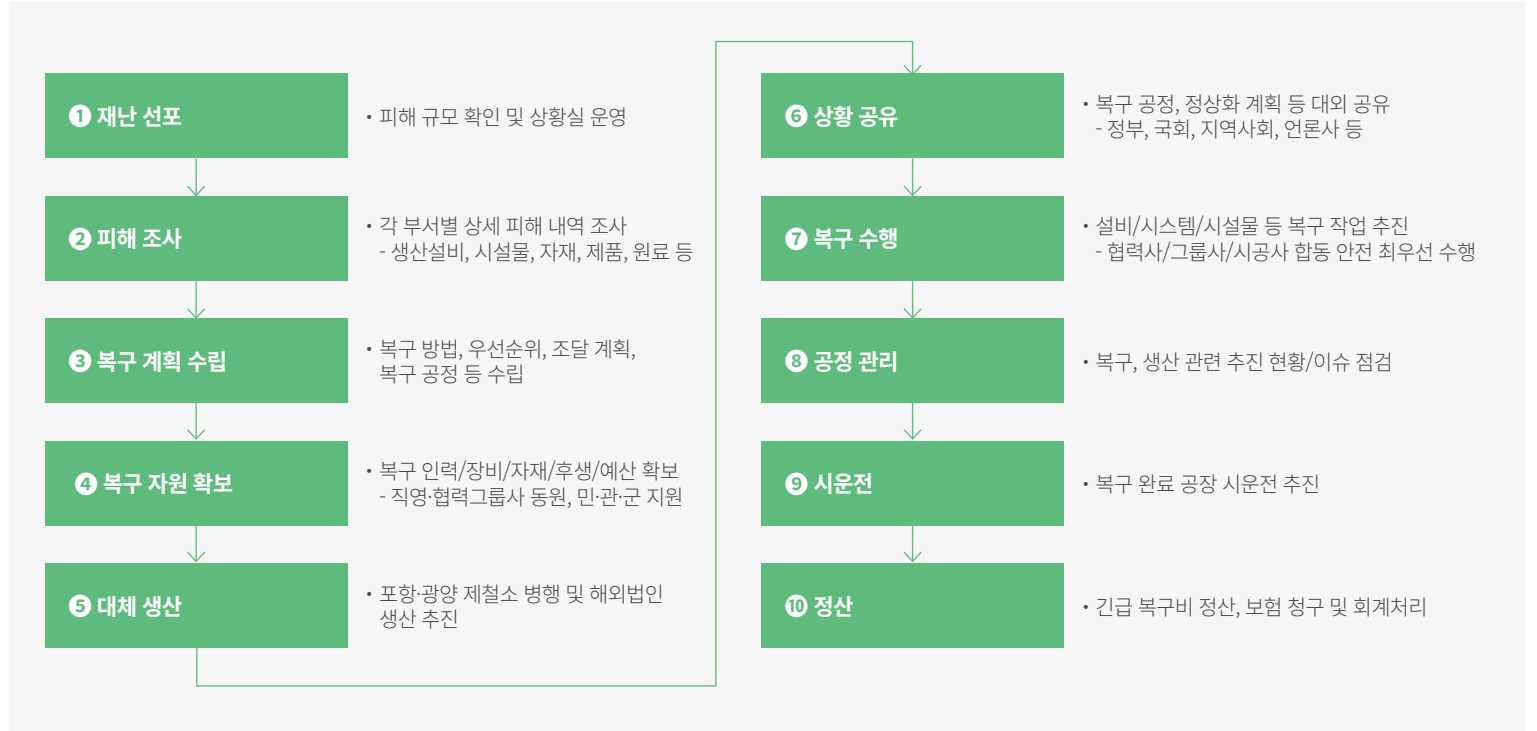 ❶ 재난 선포
• 피해 규모 확인 및 상황실 운영
❷ 피해 조사
• 각 부서별 상세 피해 내역 조사
- 생산설비, 시설물, 자재, 제품, 원료 등
❸ 복구 계획 수립
• 복구 방법, 우선순위, 조달 계획,
복구 공정 등 수립
❹ 복구 자원 확보
• 복구 인력/장비/자재/후생/예산 확보
- 직영·협력그룹사 동원, 민·관·군 지원
❺ 대체 생산
• 포항·광양 제철소 병행 및 해외법인
생산 추진
❻ 상황 공유
• 복구 공정, 정상화 계획 등 대외 공유
- 정부, 국회, 지역사회, 언론사 등
❼ 복구 수행
• 설비/시스템/시설물 등 복구 작업 추진
- 협력사/그룹사/시공사 합동 안전 최우선 수행
❽ 공정 관리
• 복구, 생산 관련 추진 현황/이슈 점검
❾ 시운전
• 복구 완료 공장 시운전 추진
❿ 정산
• 긴급 복구비 정산, 보험 청구 및 회계처리